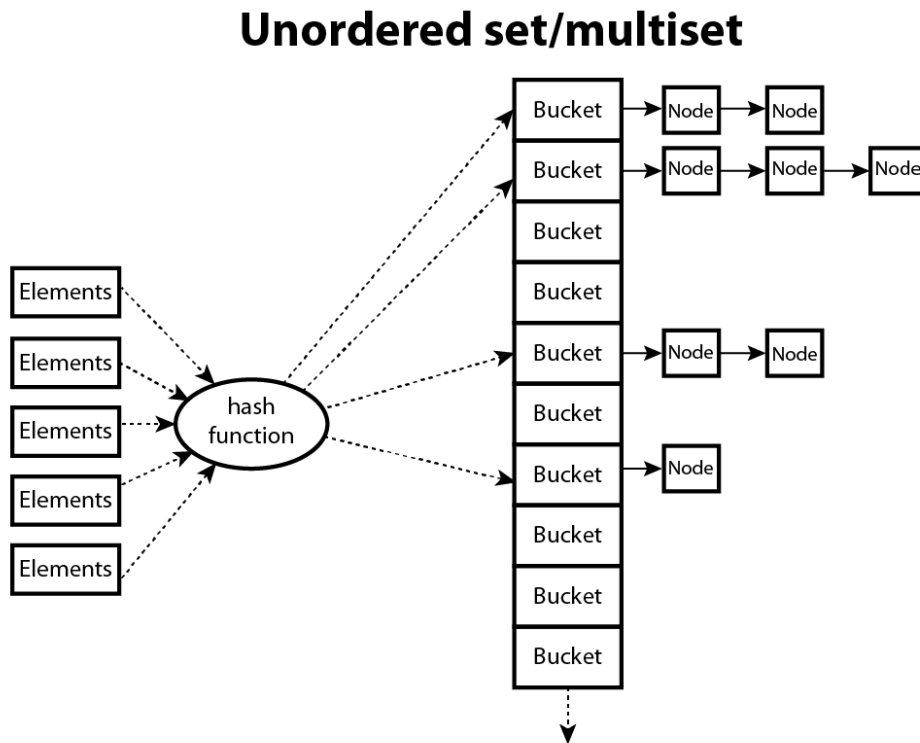 Unordered set/multiset
Bucket
Node
Node
Bucket
Node
Node
Node
Bucket
Elements
Bucket
Elements
Bucket
Node
Node
hash
function
Elements
Bucket
Elements
Bucket
Node
Elements
Bucket
Bucket
Bucket